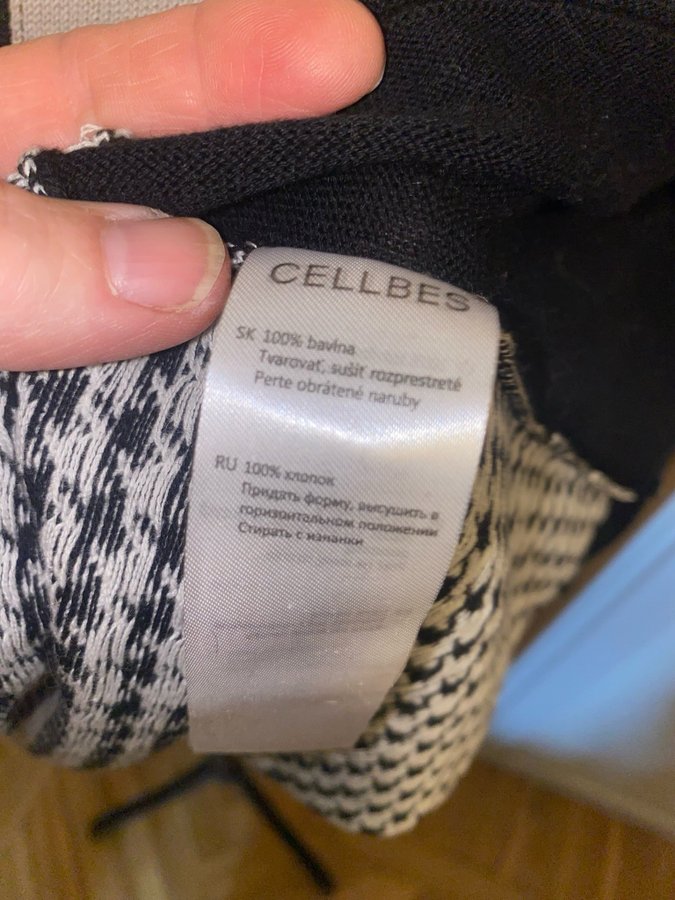 CELLBES
SK 100% bavlna
Tvarovať, sušiť rozprestreté
Perte obrátené naruby
RU 100% хлопок
Придать форму, высушить в
горизонтальном положении
Стирать с изнанки